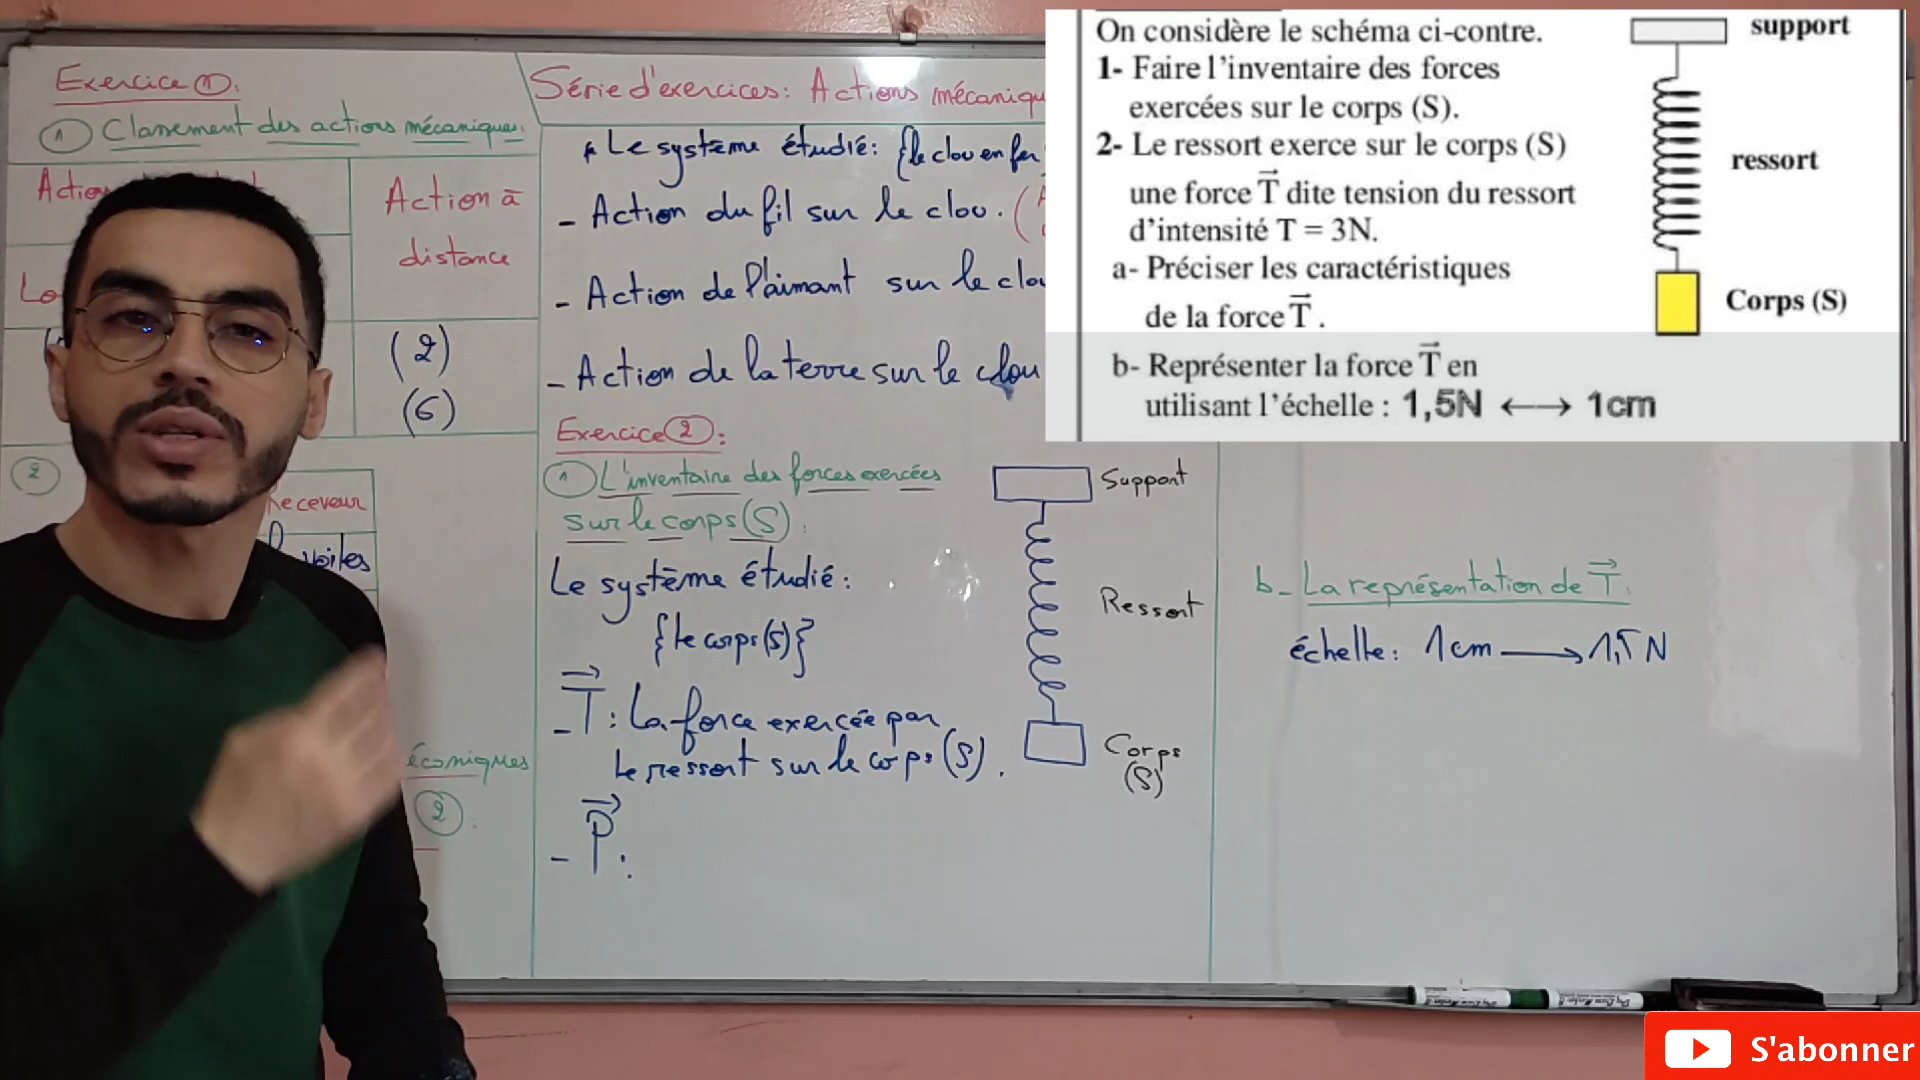 Exercice 1:
1 Classement des actions mécaniques:
Action à
distance
(2)
(6)
2
Receveur
voiles
2 :
Série d'exercices: Actions
* Le système étudié: {le clou en fer
- Action du fil sur le clou. (
- Action de l'aimant sur le clou
- Action de la terre sur le clou
Exercice 2:
1 L'inventaire des forces exercées
sur le corps (S):
Le système étudié:
{le corps (S)}
- T⃗: La force exercée par
le ressort sur le corps (S).
- P⃗:
Support
Ressort
Corps
(S)
b- La représentation de T⃗:
échelle: 1cm ⟶ 1,5N
On considère le schéma ci-contre.
1- Faire l'inventaire des forces
exercées sur le corps (S).
2- Le ressort exerce sur le corps (S)
une force T⃗ dite tension du ressort
d'intensité T = 3N.
a- Préciser les caractéristiques
de la force T⃗ .
b- Représenter la force T⃗ en
utilisant l'échelle : 1,5N ⟷ 1cm
support
ressort
Corps (S)
S'abonner